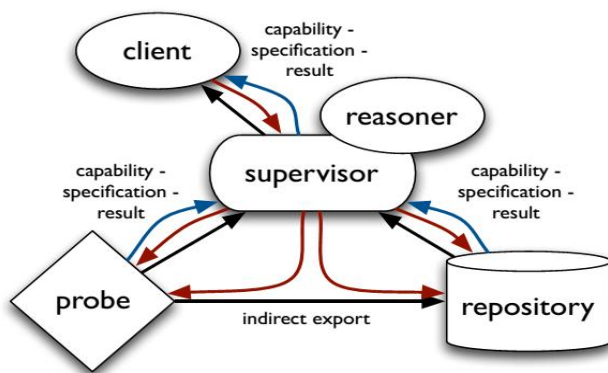 capability -
specification -
result
client
reasoner
supervisor
capability -
specification -
result
capability -
specification -
result
probe
indirect export
repository